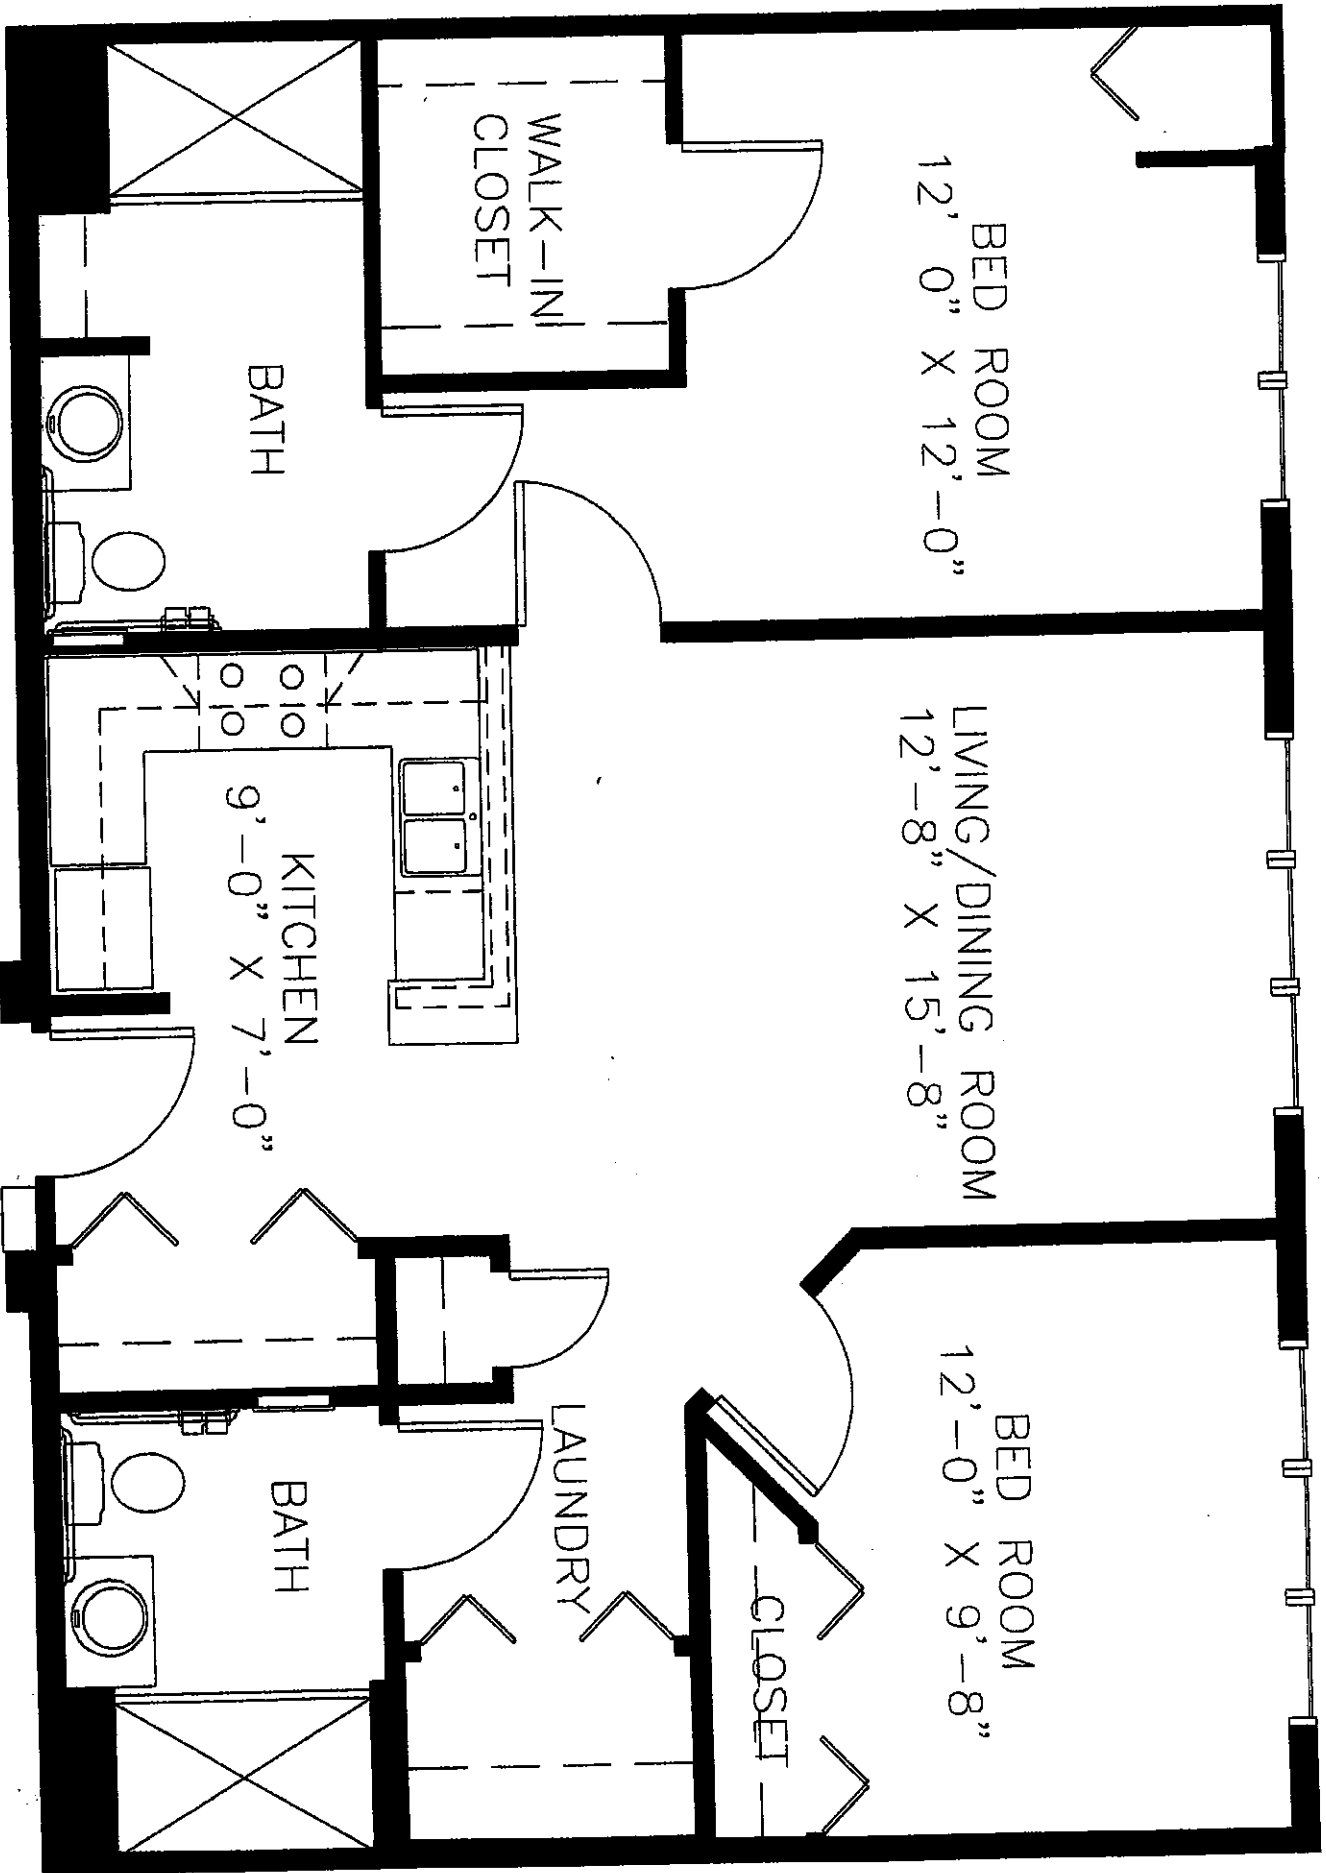 BED ROOM
12' 0" X 12'-0"
WALK-IN
CLOSET
BATH
LIVING/DINING ROOM
12'-8" X 15'-8"
KITCHEN
9'-0" X 7'-0"
BED ROOM
12'-0" X 9'-8"
CLOSET
LAUNDRY
BATH